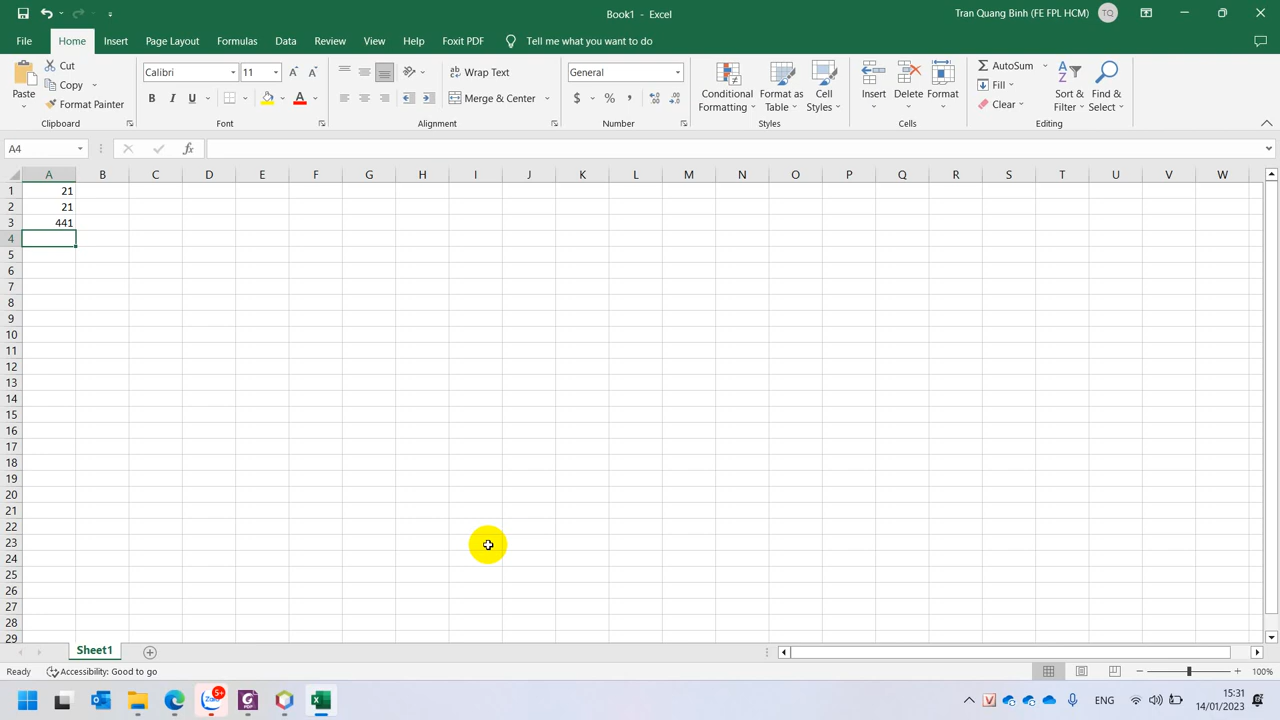 Book1 - Excel
Tran Quang Binh (FE FPL HCM) TQ
File Home Insert Page Layout Formulas Data Review View Help Foxit PDF Tell me what you want to do
Paste Cut Copy Format Painter
Calibri 11
B I U A
Wrap Text
Merge & Center
General
$ % ,
Conditional Formatting
Format as Table
Cell Styles
Insert Delete Format
AutoSum Fill Clear
Sort & Filter
Find & Select
Clipboard Font Alignment Number Styles Cells Editing
A4 fx
A B C D E F G H I J K L M N O P Q R S T U V W
1 21
2 21
3 441
4
5
6
7
8
9
10
11
12
13
14
15
16
17
18
19
20
21
22
23
24
25
26
27
28
29
Sheet1
Ready Accessibility: Good to go 100%
Zalo 5+ ENG 15:31
14/01/2023